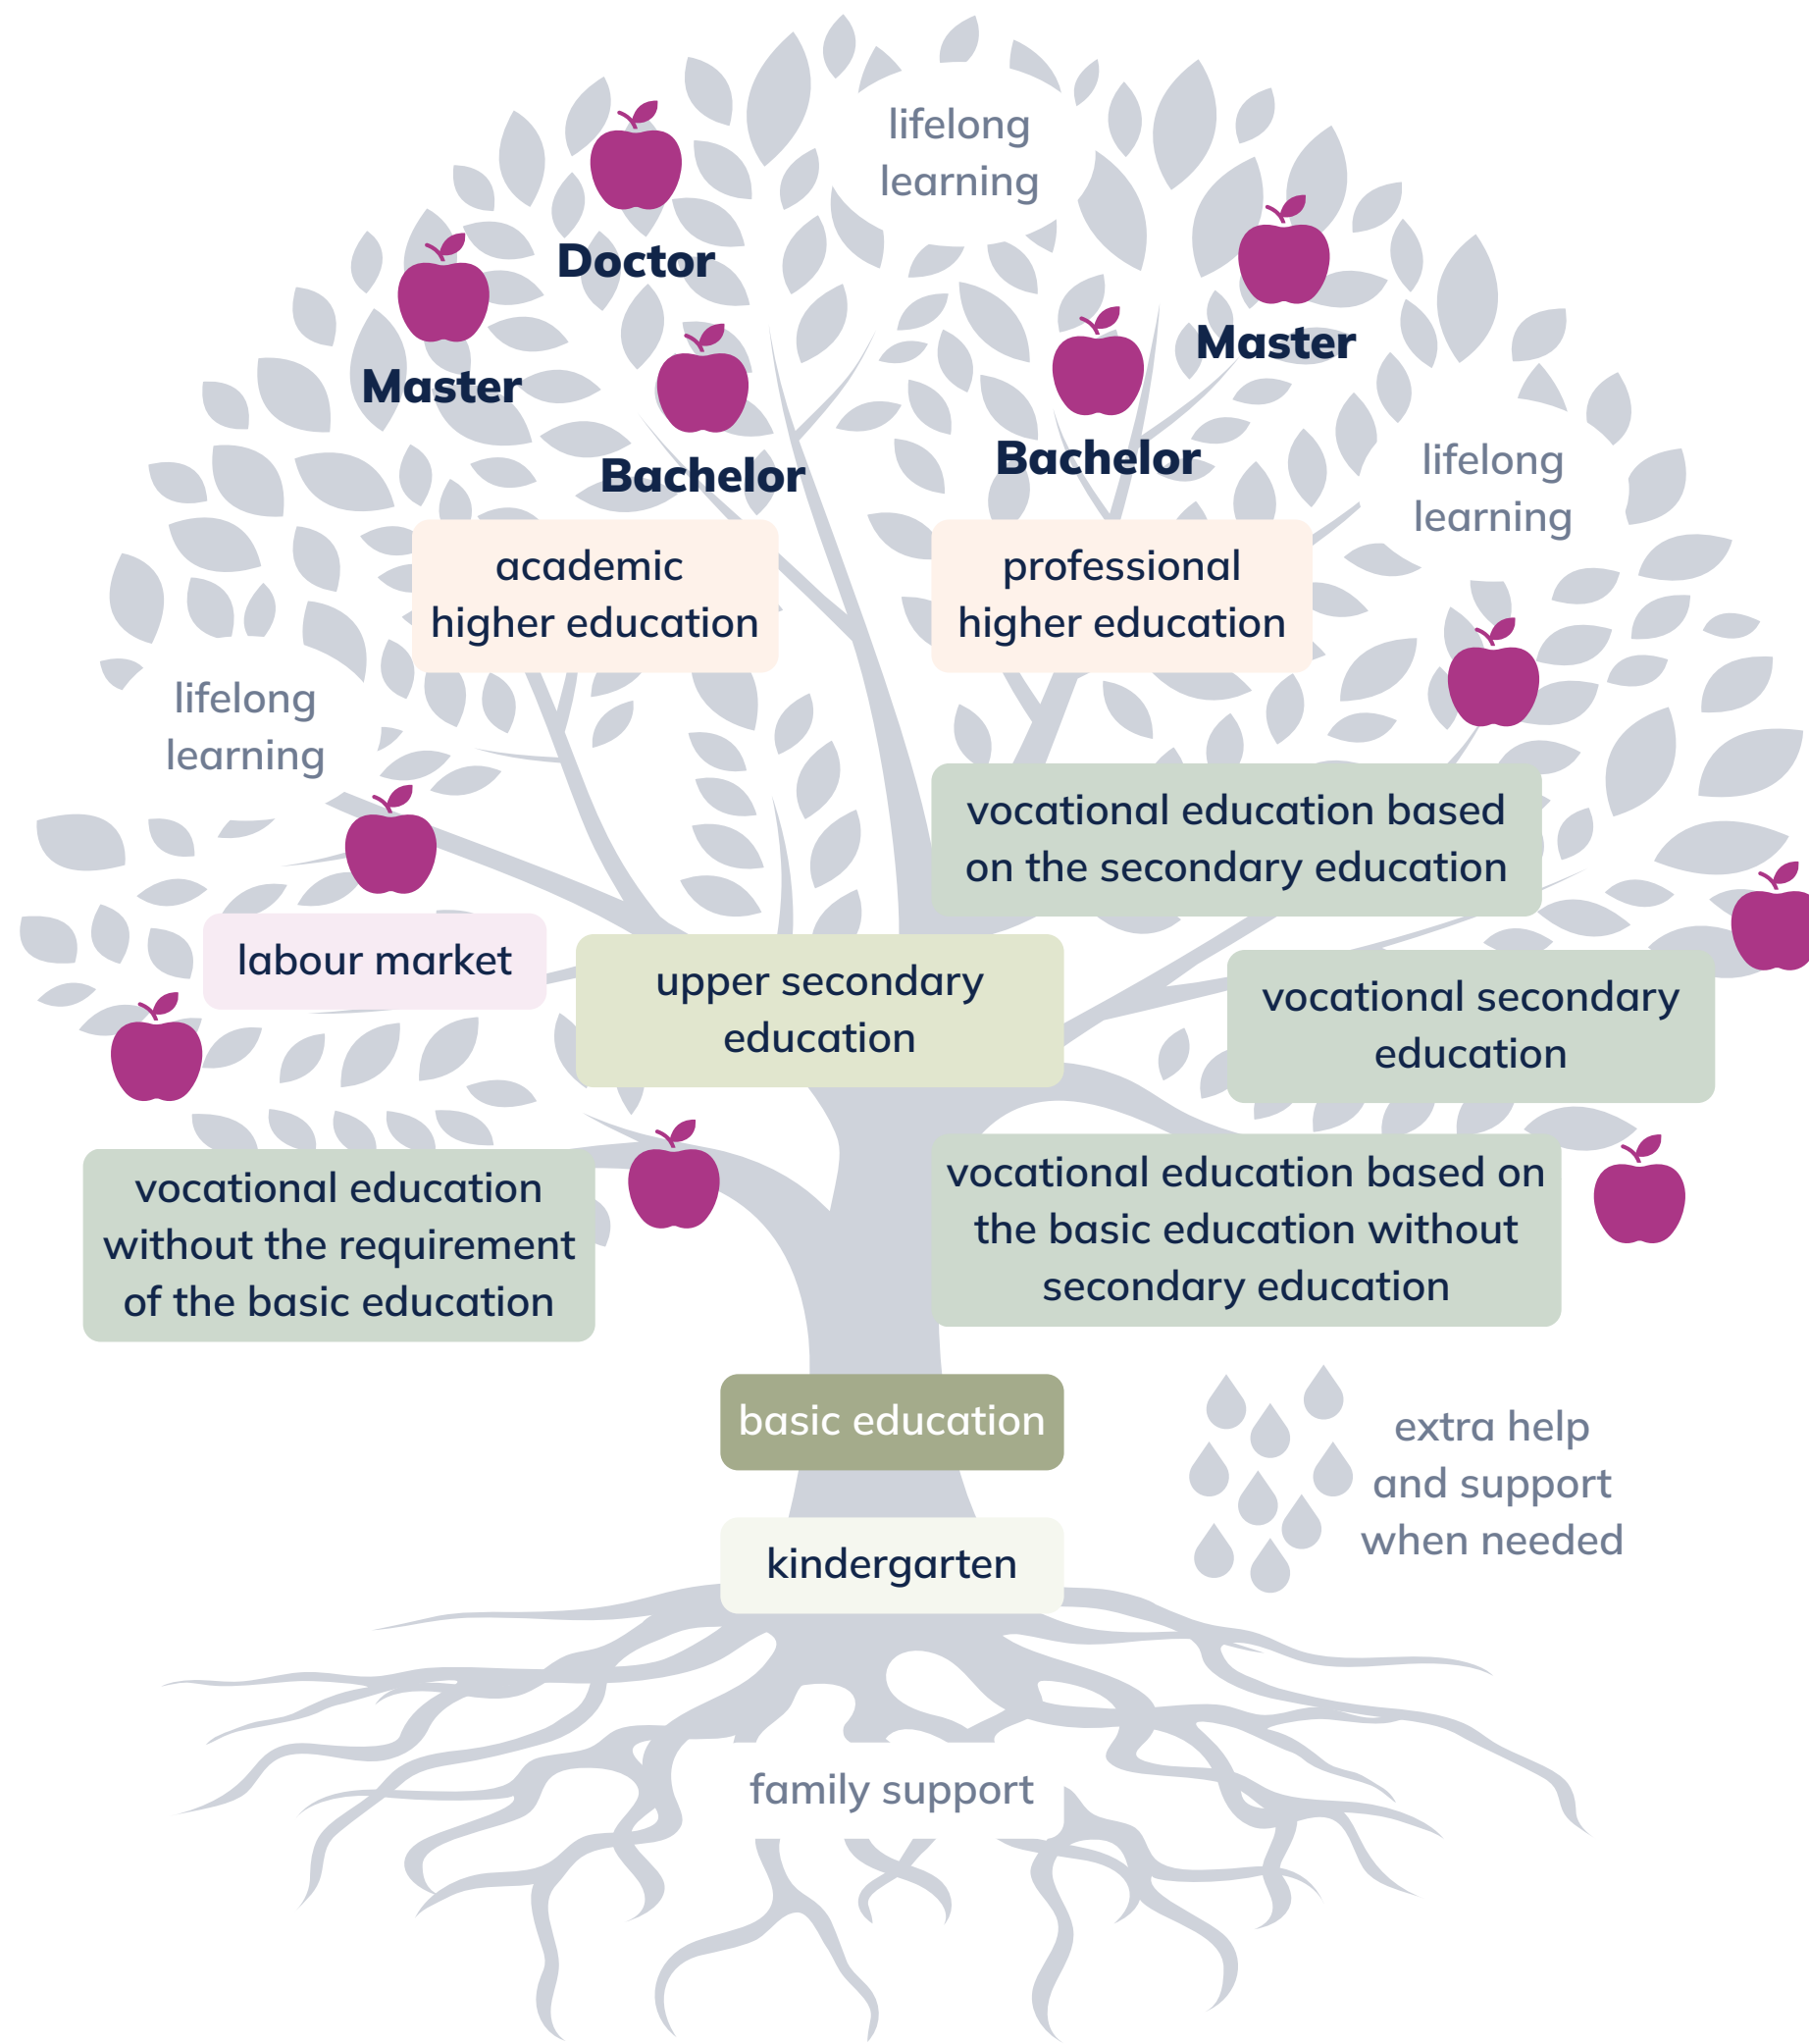 lifelong
learning
Doctor
Master
Master
Bachelor
Bachelor
lifelong
learning
academic
higher education
professional
higher education
lifelong
learning
vocational education based
on the secondary education
labour market
upper secondary
education
vocational secondary
education
vocational education
without the requirement
of the basic education
vocational education based on
the basic education without
secondary education
basic education
extra help
and support
when needed
kindergarten
family support